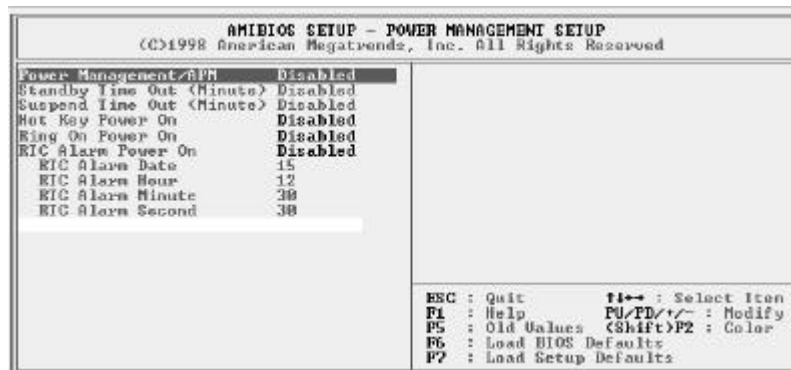 AMIBIOS SETUP – POWER MANAGEMENT SETUP
(C)1998 American Megatrends, Inc. All Rights Reserved
Power Management/APM Disabled
Standby Time Out (Minute) Disabled
Suspend Time Out (Minute) Disabled
Hot Key Power On Disabled
Ring On Power On Disabled
RTC Alarm Power On Disabled
RTC Alarm Date 15
RTC Alarm Hour 12
RTC Alarm Minute 30
RTC Alarm Second 30
ESC : Quit ↑↓←→ : Select Item
F1 : Help PU/PD/+/- : Modify
F5 : Old Values (Shift)F2 : Color
F6 : Load BIOS Defaults
F7 : Load Setup Defaults